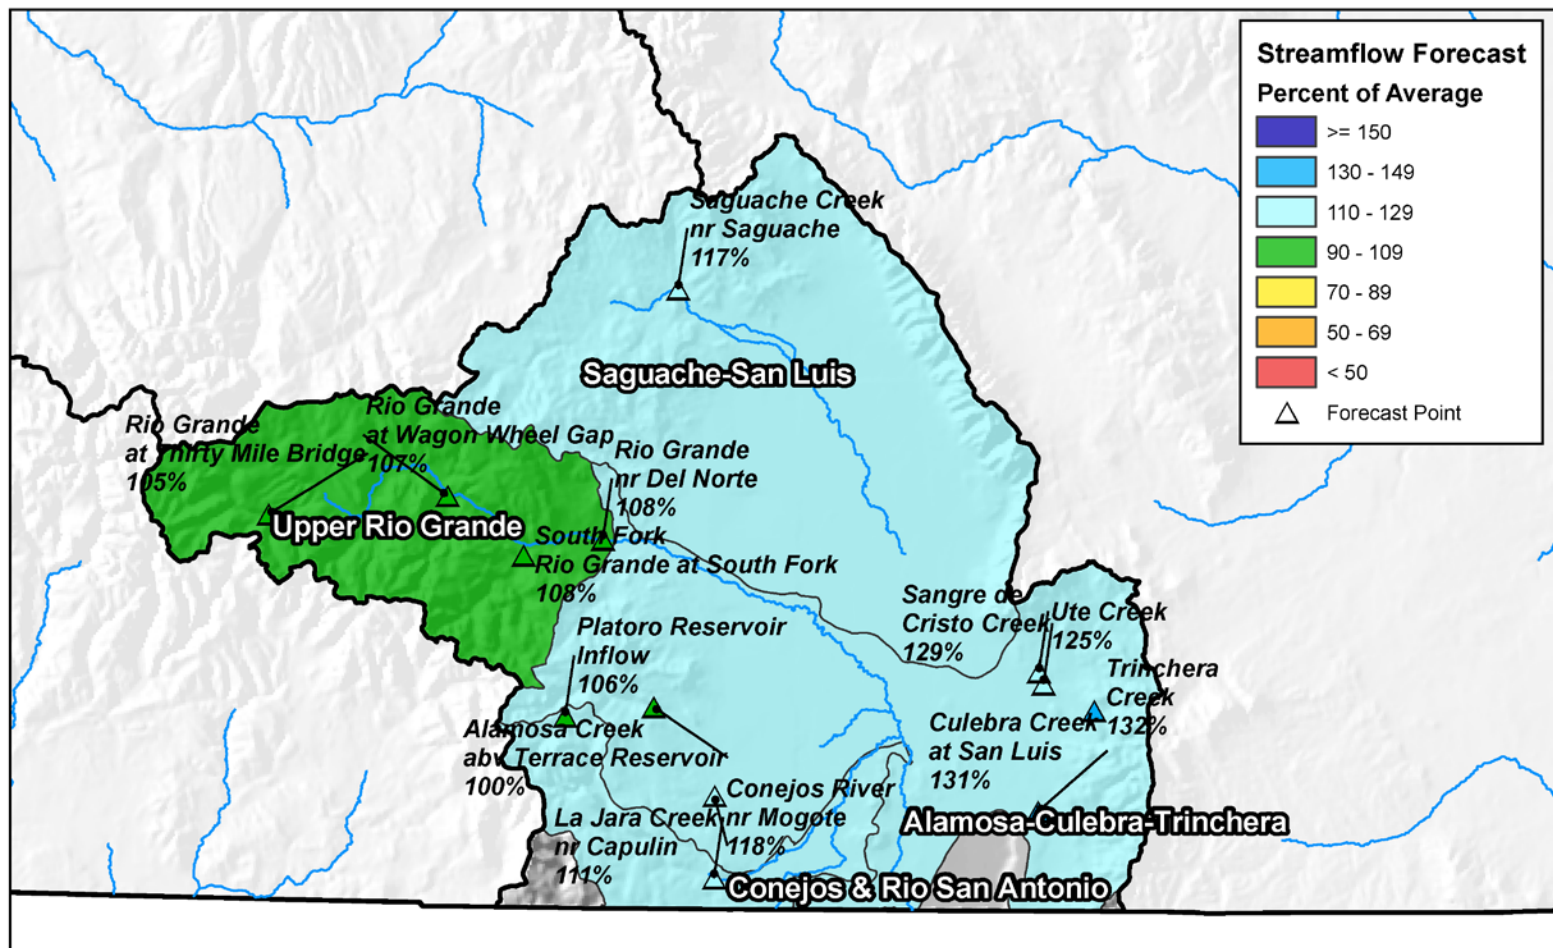 Streamflow Forecast
Percent of Average
>= 150
130 - 149
110 - 129
90 - 109
70 - 89
50 - 69
< 50
Forecast Point
Saguache Creek
nr Saguache
117%
Saguache-San Luis
Rio Grande
at Thirty Mile Bridge
105%
Rio Grande
at Wagon Wheel Gap
107%
Rio Grande
nr Del Norte
108%
Upper Rio Grande
South Fork
Rio Grande at South Fork
108%
Platoro Reservoir
Inflow
106%
Sangre de
Cristo Creek
129%
Ute Creek
125%
Trinchera
Creek
132%
Alamosa Creek
abv Terrace Reservoir
100%
Culebra Creek
at San Luis
131%
Conejos River
nr Mogote
118%
La Jara Creek
nr Capulin
111%
Alamosa-Culebra-Trinchera
Conejos & Rio San Antonio